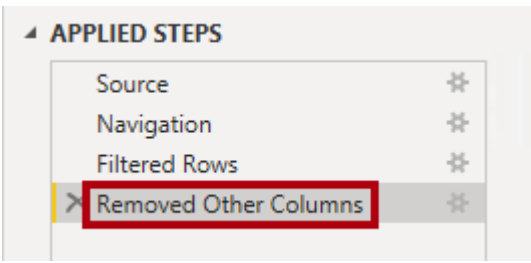 APPLIED STEPS
Source
Navigation
Filtered Rows
Removed Other Columns